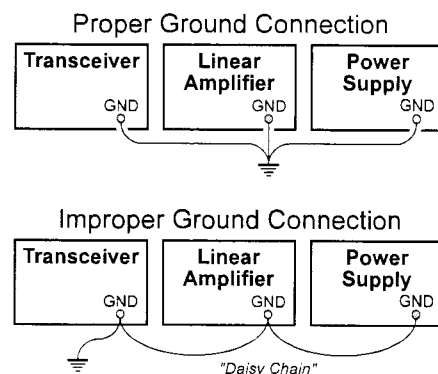 Proper Ground Connection
Transceiver
Linear
Amplifier
Power
Supply
GND
GND
GND
Improper Ground Connection
Transceiver
Linear
Amplifier
Power
Supply
GND
GND
GND
"Daisy Chain"